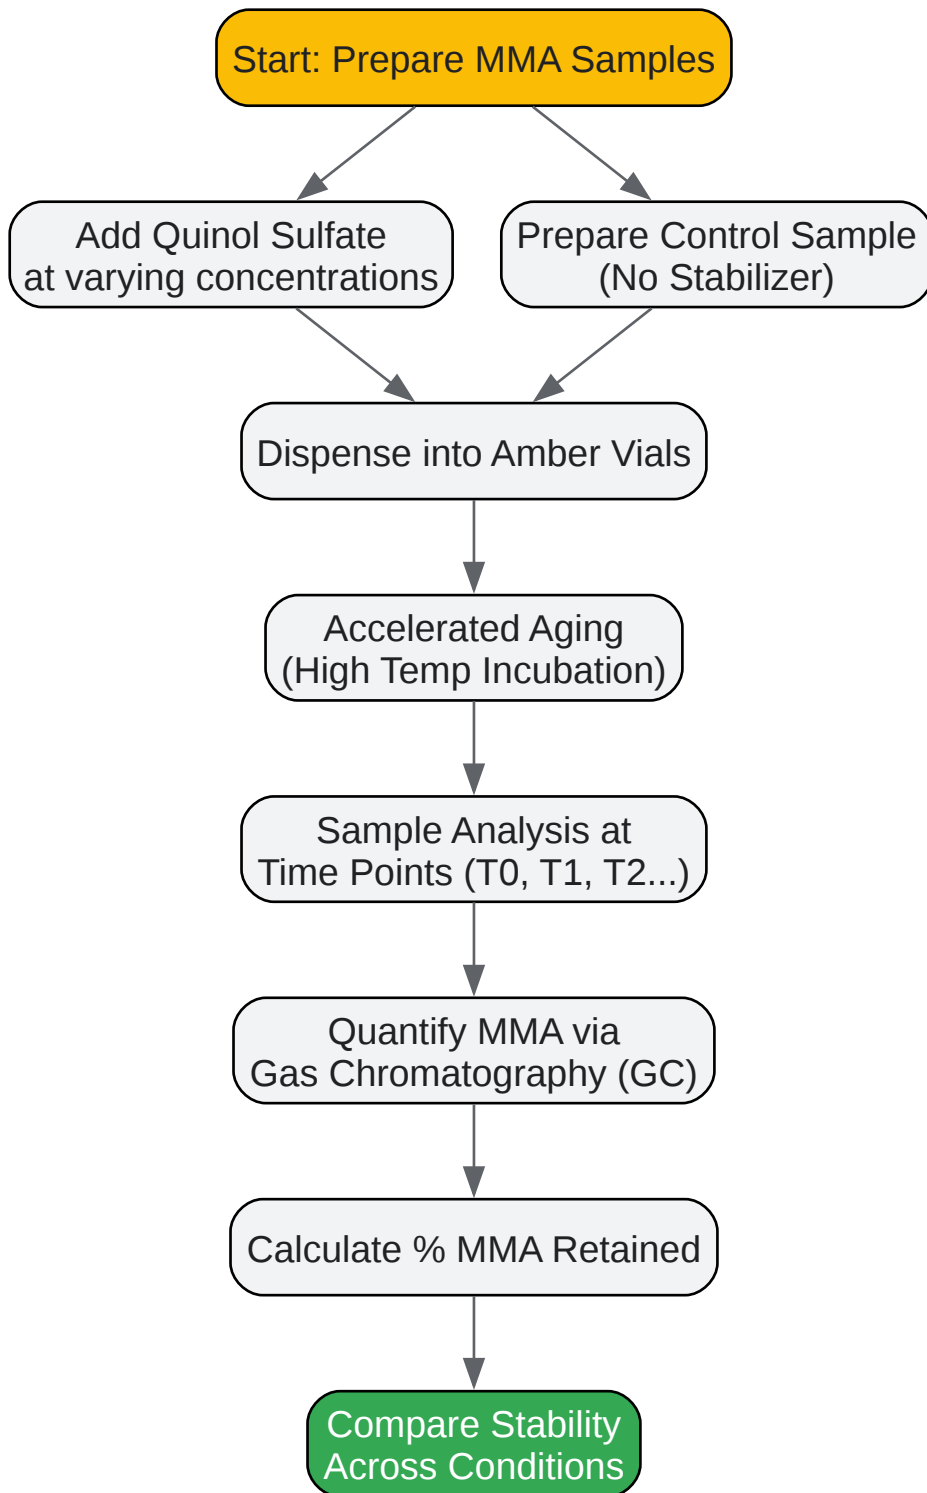 Start: Prepare MMA Samples
Add Quinol Sulfate
at varying concentrations
Prepare Control Sample
(No Stabilizer)
Dispense into Amber Vials
Accelerated Aging
(High Temp Incubation)
Sample Analysis at
Time Points (T0, T1, T2...)
Quantify MMA via
Gas Chromatography (GC)
Calculate % MMA Retained
Compare Stability
Across Conditions